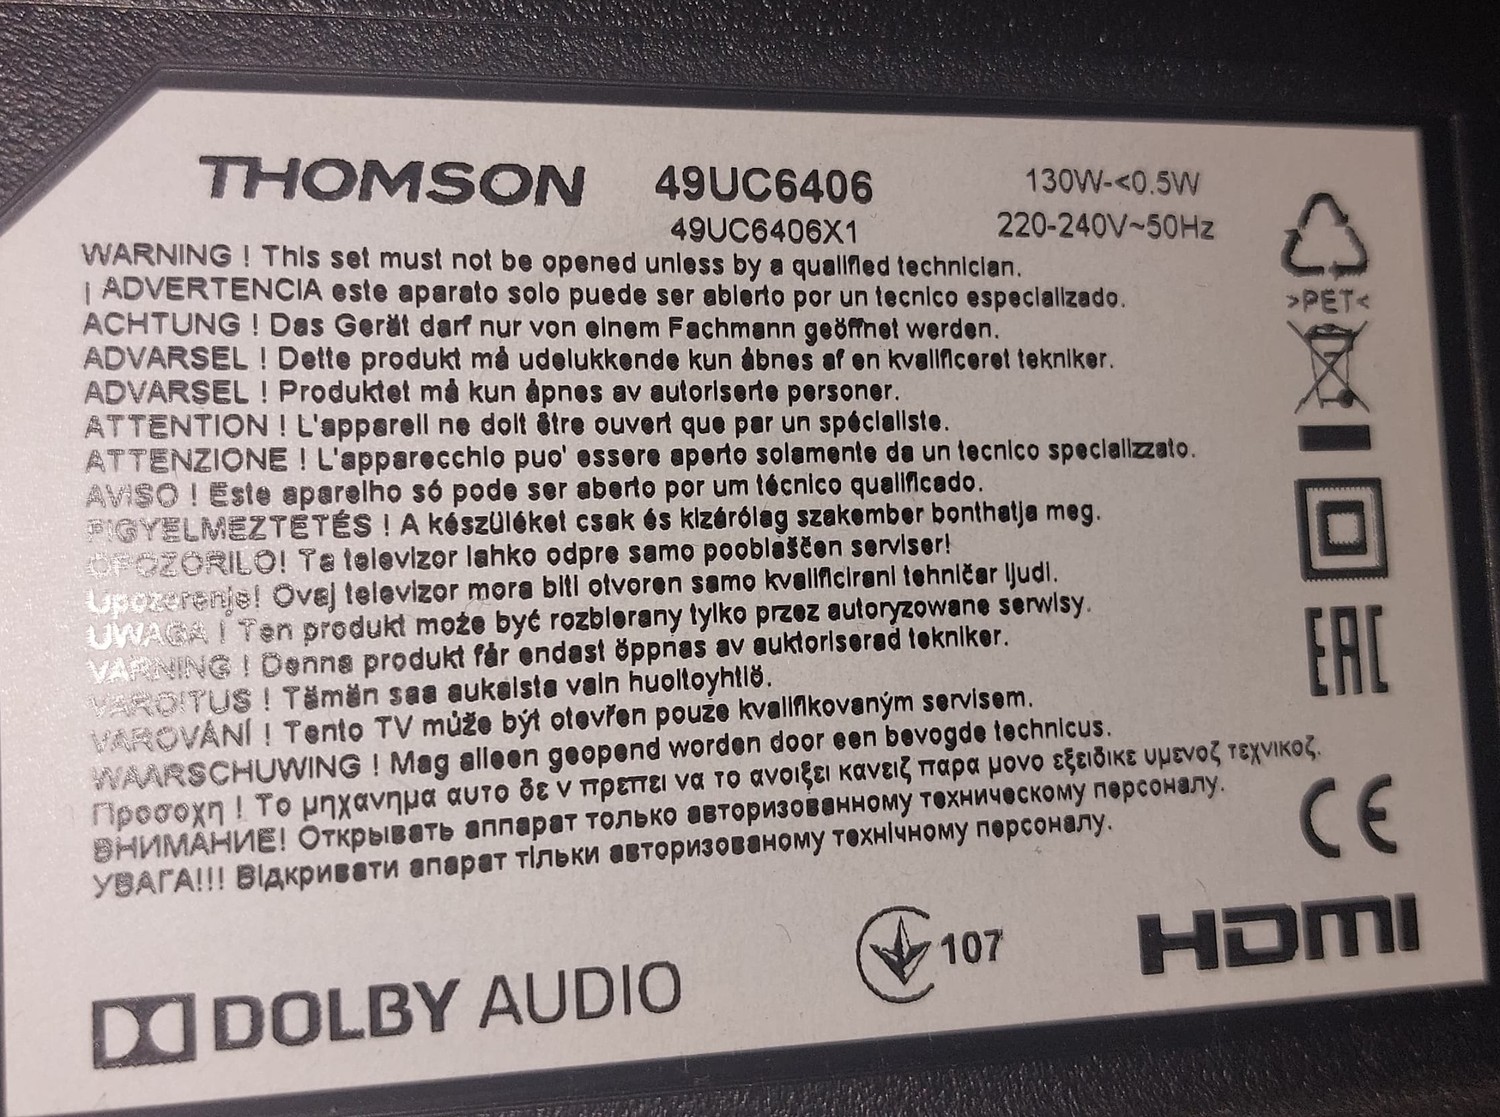 THOMSON 49UC6406 130W-<0.5W
49UC6406X1 220-240V~50Hz
WARNING ! This set must not be opened unless by a qualified technician.
¡ ADVERTENCIA este aparato solo puede ser abierto por un tecnico especializado.
>PET<
ACHTUNG ! Das Gerät darf nur von einem Fachmann geöffnet werden.
ADVARSEL ! Dette produkt må udelukkende kun åbnes af en kvalificeret tekniker.
ADVARSEL ! Produktet må kun åpnes av autoriserte personer.
ATTENTION ! L'appareil ne doit être ouvert que par un spécialiste.
ATTENZIONE ! L'apparecchio puo' essere aperto solamente da un tecnico specializzato.
AVISO ! Este aparelho só pode ser aberto por um técnico qualificado.
FIGYELMEZTETÉS ! A készüléket csak és kizárólag szakember bonthatja meg.
OPOZORILO! Ta televizor lahko odpre samo pooblaščen serviser!
Upozorenje! Ovaj televizor mora biti otvoren samo kvalificirani tehničar ljudi.
UWAGA ! Ten produkt może być rozbierany tylko przez autoryzowane serwisy.
VARNING ! Denna produkt får endast öppnas av auktoriserad tekniker.
VAROITUS ! Tämän saa aukaista vain huoltoyhtiö.
VAROVÁNÍ ! Tento TV může být otevřen pouze kvalifikovaným servisem.
WAARSCHUWING ! Mag alleen geopend worden door een bevogde technicus.
Προσοχη ! Το μηχανημα αυτο δε ν πρεπει να το ανοιξει κανειζ παρα μονο εξειδικε υμενοζ τεχνικοζ.
ВНИМАНИЕ! Открывать аппарат только авторизованному техническому персоналу.
УВАГА!!! Відкривати апарат тільки авторизованому технічному персоналу.
EAC
CE
DOLBY AUDIO 107 HDMI